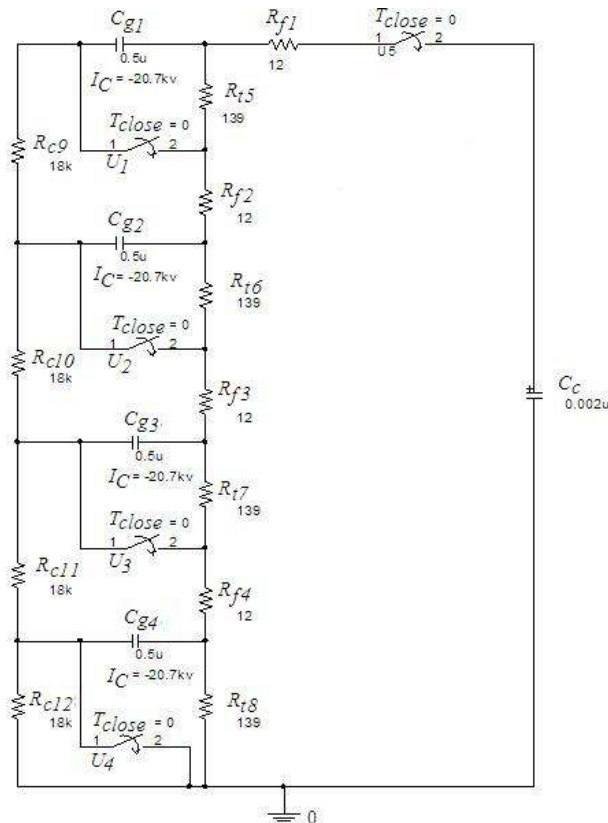 Cg1
0.5u
IC = -20.7kv
Rf1
12
Tclose = 0
1
2
U5
Rt5
139
Rc9
18k
Tclose = 0
1
2
U1
Rf2
12
Cg2
0.5u
IC = -20.7kv
Rt6
139
Tclose = 0
1
2
U2
Rc10
18k
Rf3
12
Cc
0.002u
Cg3
0.5u
IC = -20.7kv
Rt7
139
Tclose = 0
1
2
U3
Rc11
18k
Rf4
12
Cg4
0.5u
IC = -20.7kv
Rc12
18k
Rt8
139
Tclose = 0
1
2
U4
0